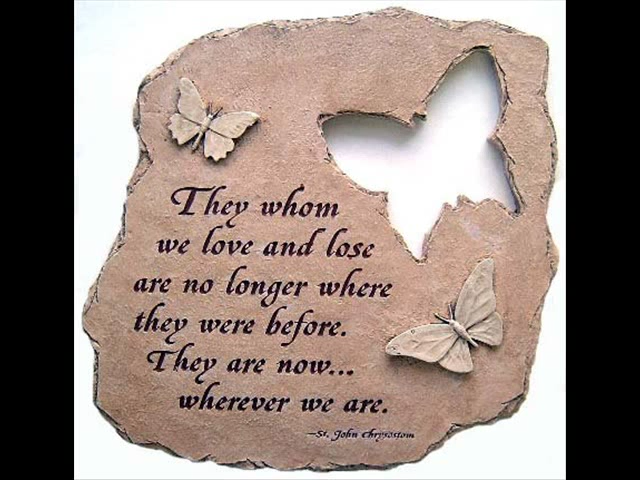 They whom
we love and lose
are no longer where
they were before.
They are now...
wherever we are.
—St. John Chrysostom